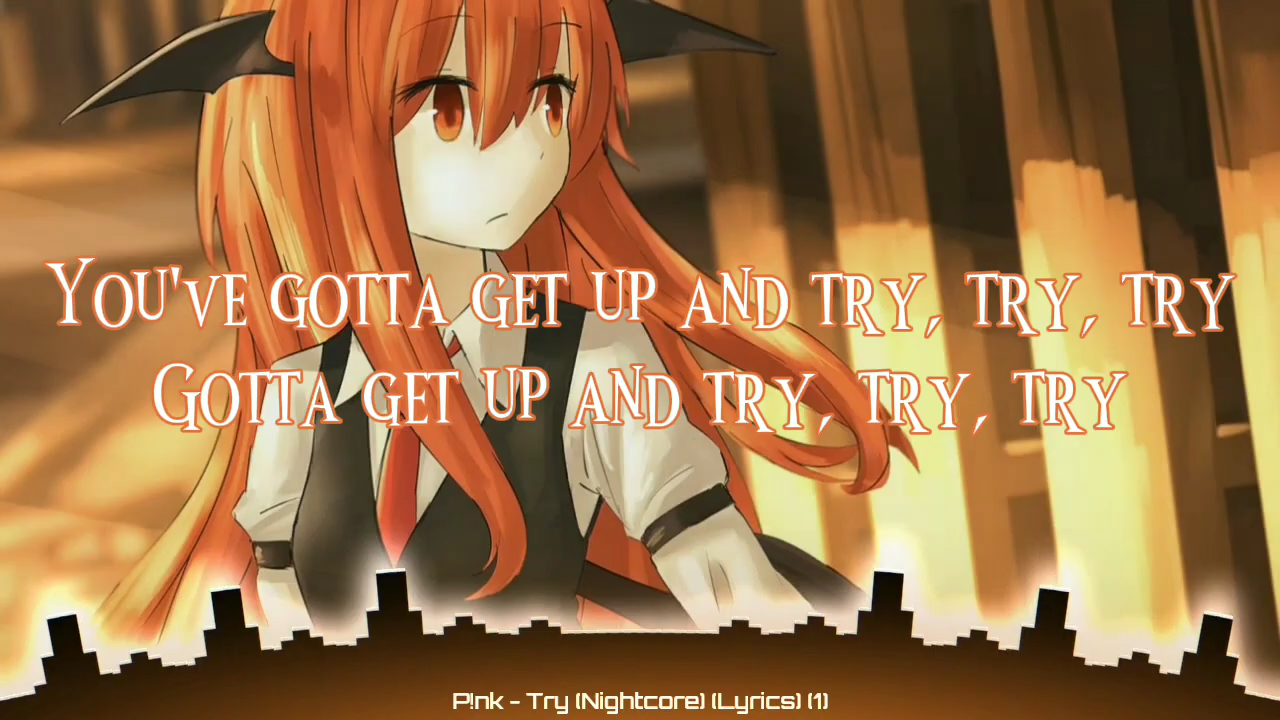 You've gotta get up and try, try, try
Gotta get up and try, try, try
P!nk - Try (Nightcore) (Lyrics) (1)